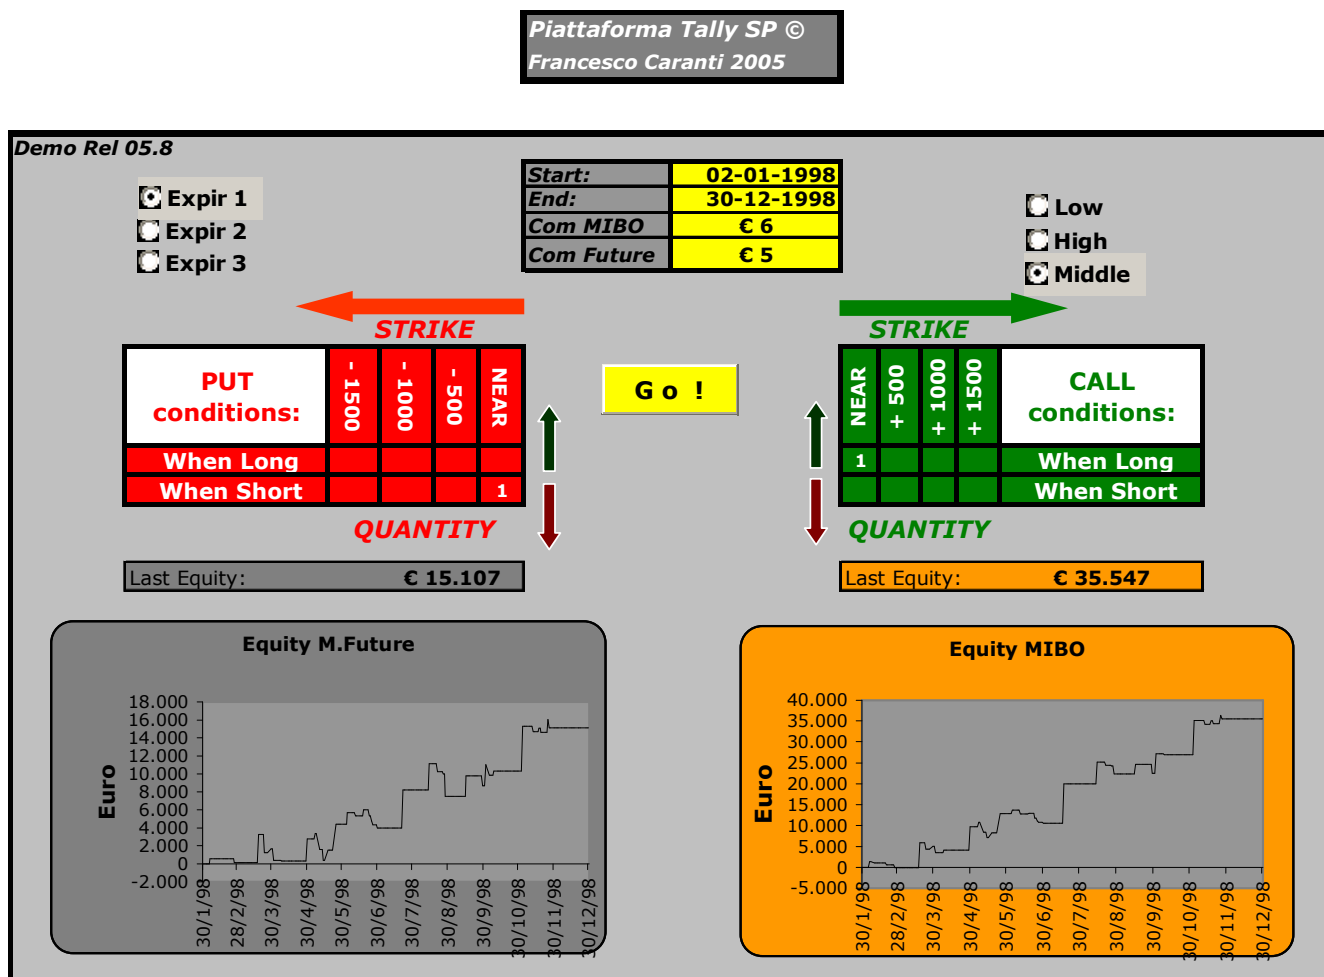 Piattaforma Tally SP ©
Francesco Caranti 2005
Demo Rel 05.8
Expir 1
Expir 2
Expir 3
Start: 02-01-1998
End: 30-12-1998
Com MIBO € 6
Com Future € 5
Low
High
Middle
STRIKE
PUT
conditions:
- 1500
- 1000
- 500
NEAR
When Long
When Short 1
QUANTITY
Go !
STRIKE
NEAR
+ 500
+ 1000
+ 1500
CALL
conditions:
1 When Long
When Short
QUANTITY
Last Equity: € 15.107
Last Equity: € 35.547
Equity M.Future
Euro
18.000
16.000
14.000
12.000
10.000
8.000
6.000
4.000
2.000
0
-2.000
30/1/98
28/2/98
30/3/98
30/4/98
30/5/98
30/6/98
30/7/98
30/8/98
30/9/98
30/10/98
30/11/98
30/12/98
Equity MIBO
Euro
40.000
35.000
30.000
25.000
20.000
15.000
10.000
5.000
0
-5.000
30/1/98
28/2/98
30/3/98
30/4/98
30/5/98
30/6/98
30/7/98
30/8/98
30/9/98
30/10/98
30/11/98
30/12/98